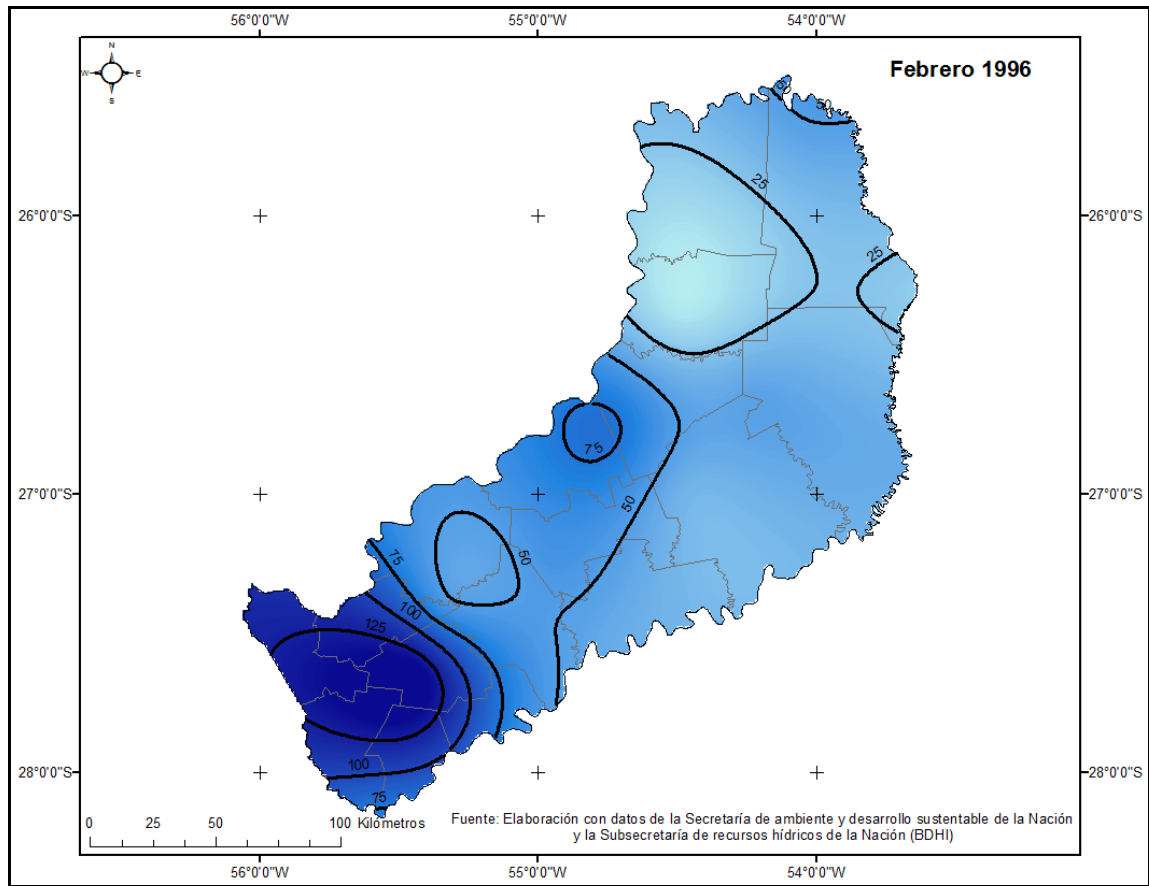 56°0'0"W 55°0'0"W 54°0'0"W
N
W E
S
Febrero 1996
50
50
25
26°0'0"S 26°0'0"S
25
75
27°0'0"S 27°0'0"S
50
50
75
100
125
100
28°0'0"S 28°0'0"S
75
0 25 50 100 Kilómetros
Fuente: Elaboración con datos de la Secretaría de ambiente y desarrollo sustentable de la Nación
y la Subsecretaría de recursos hídricos de la Nación (BDHI)
56°0'0"W 55°0'0"W 54°0'0"W